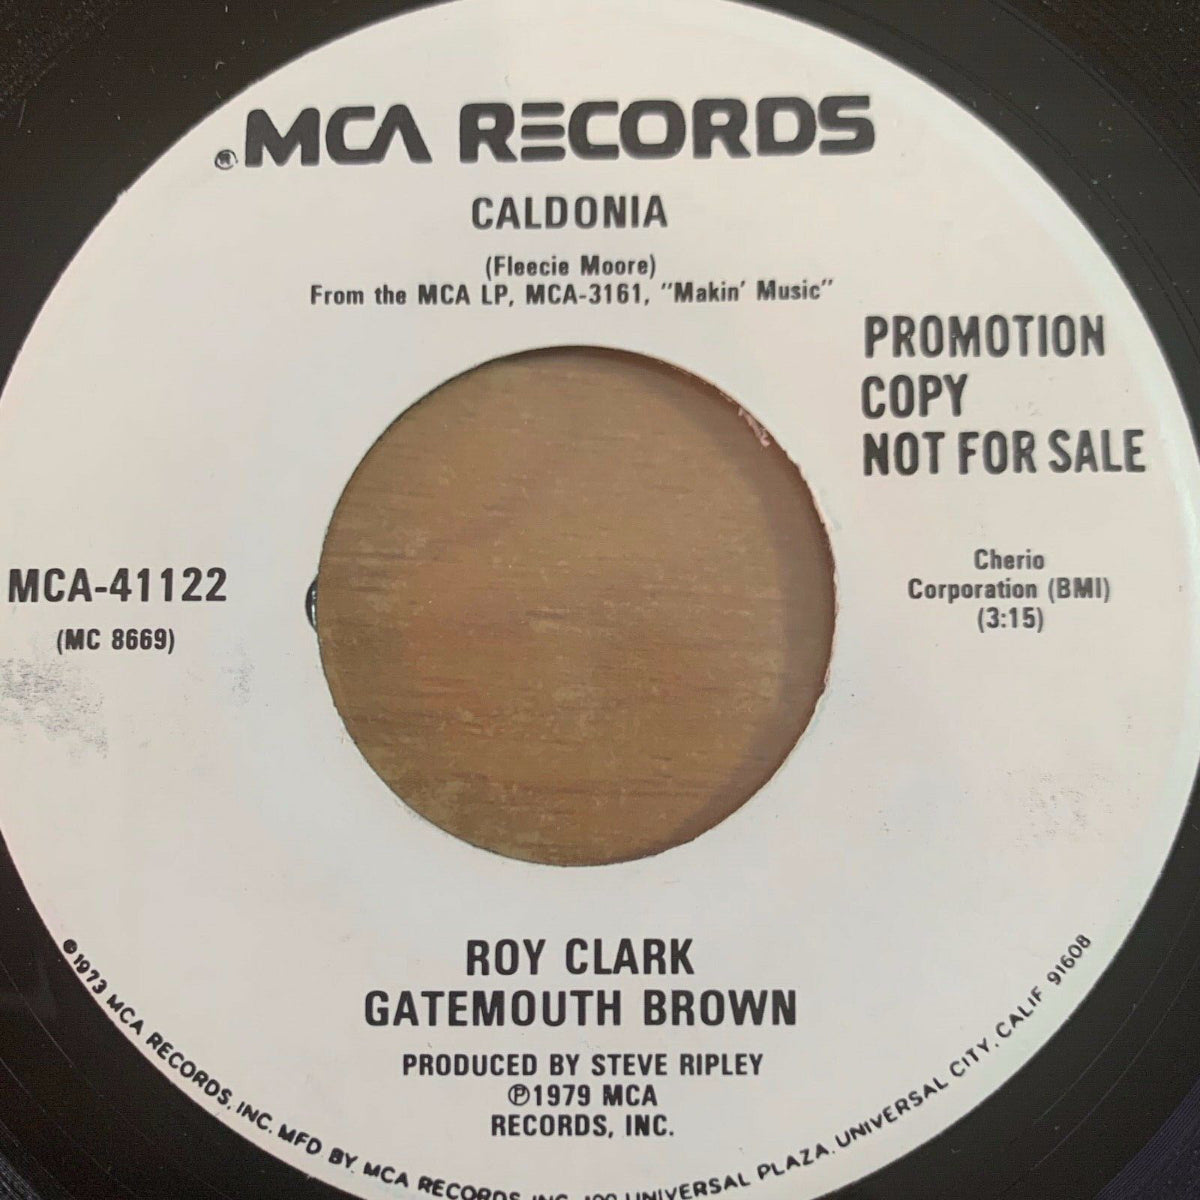 ® MCA RECORDS
CALDONIA
(Fleecie Moore)
From the MCA LP, MCA-3161, "Makin' Music"
PROMOTION
COPY
NOT FOR SALE
MCA-41122
(MC 8669)
Cherio
Corporation (BMI)
(3:15)
ROY CLARK
GATEMOUTH BROWN
PRODUCED BY STEVE RIPLEY
℗1979 MCA
RECORDS, INC.
©1973 MCA RECORDS, INC. MFD BY. MCA RECORDS INC. 100 UNIVERSAL PLAZA. UNIVERSAL CITY. CALIF 91608